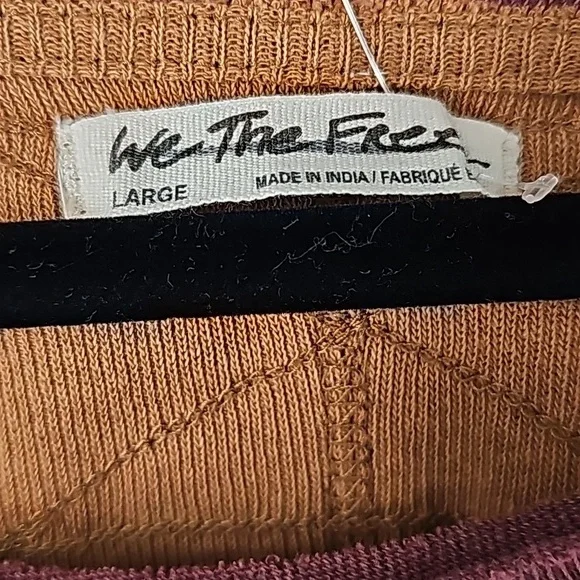 We The Free
LARGE MADE IN INDIA / FABRIQUÉ E